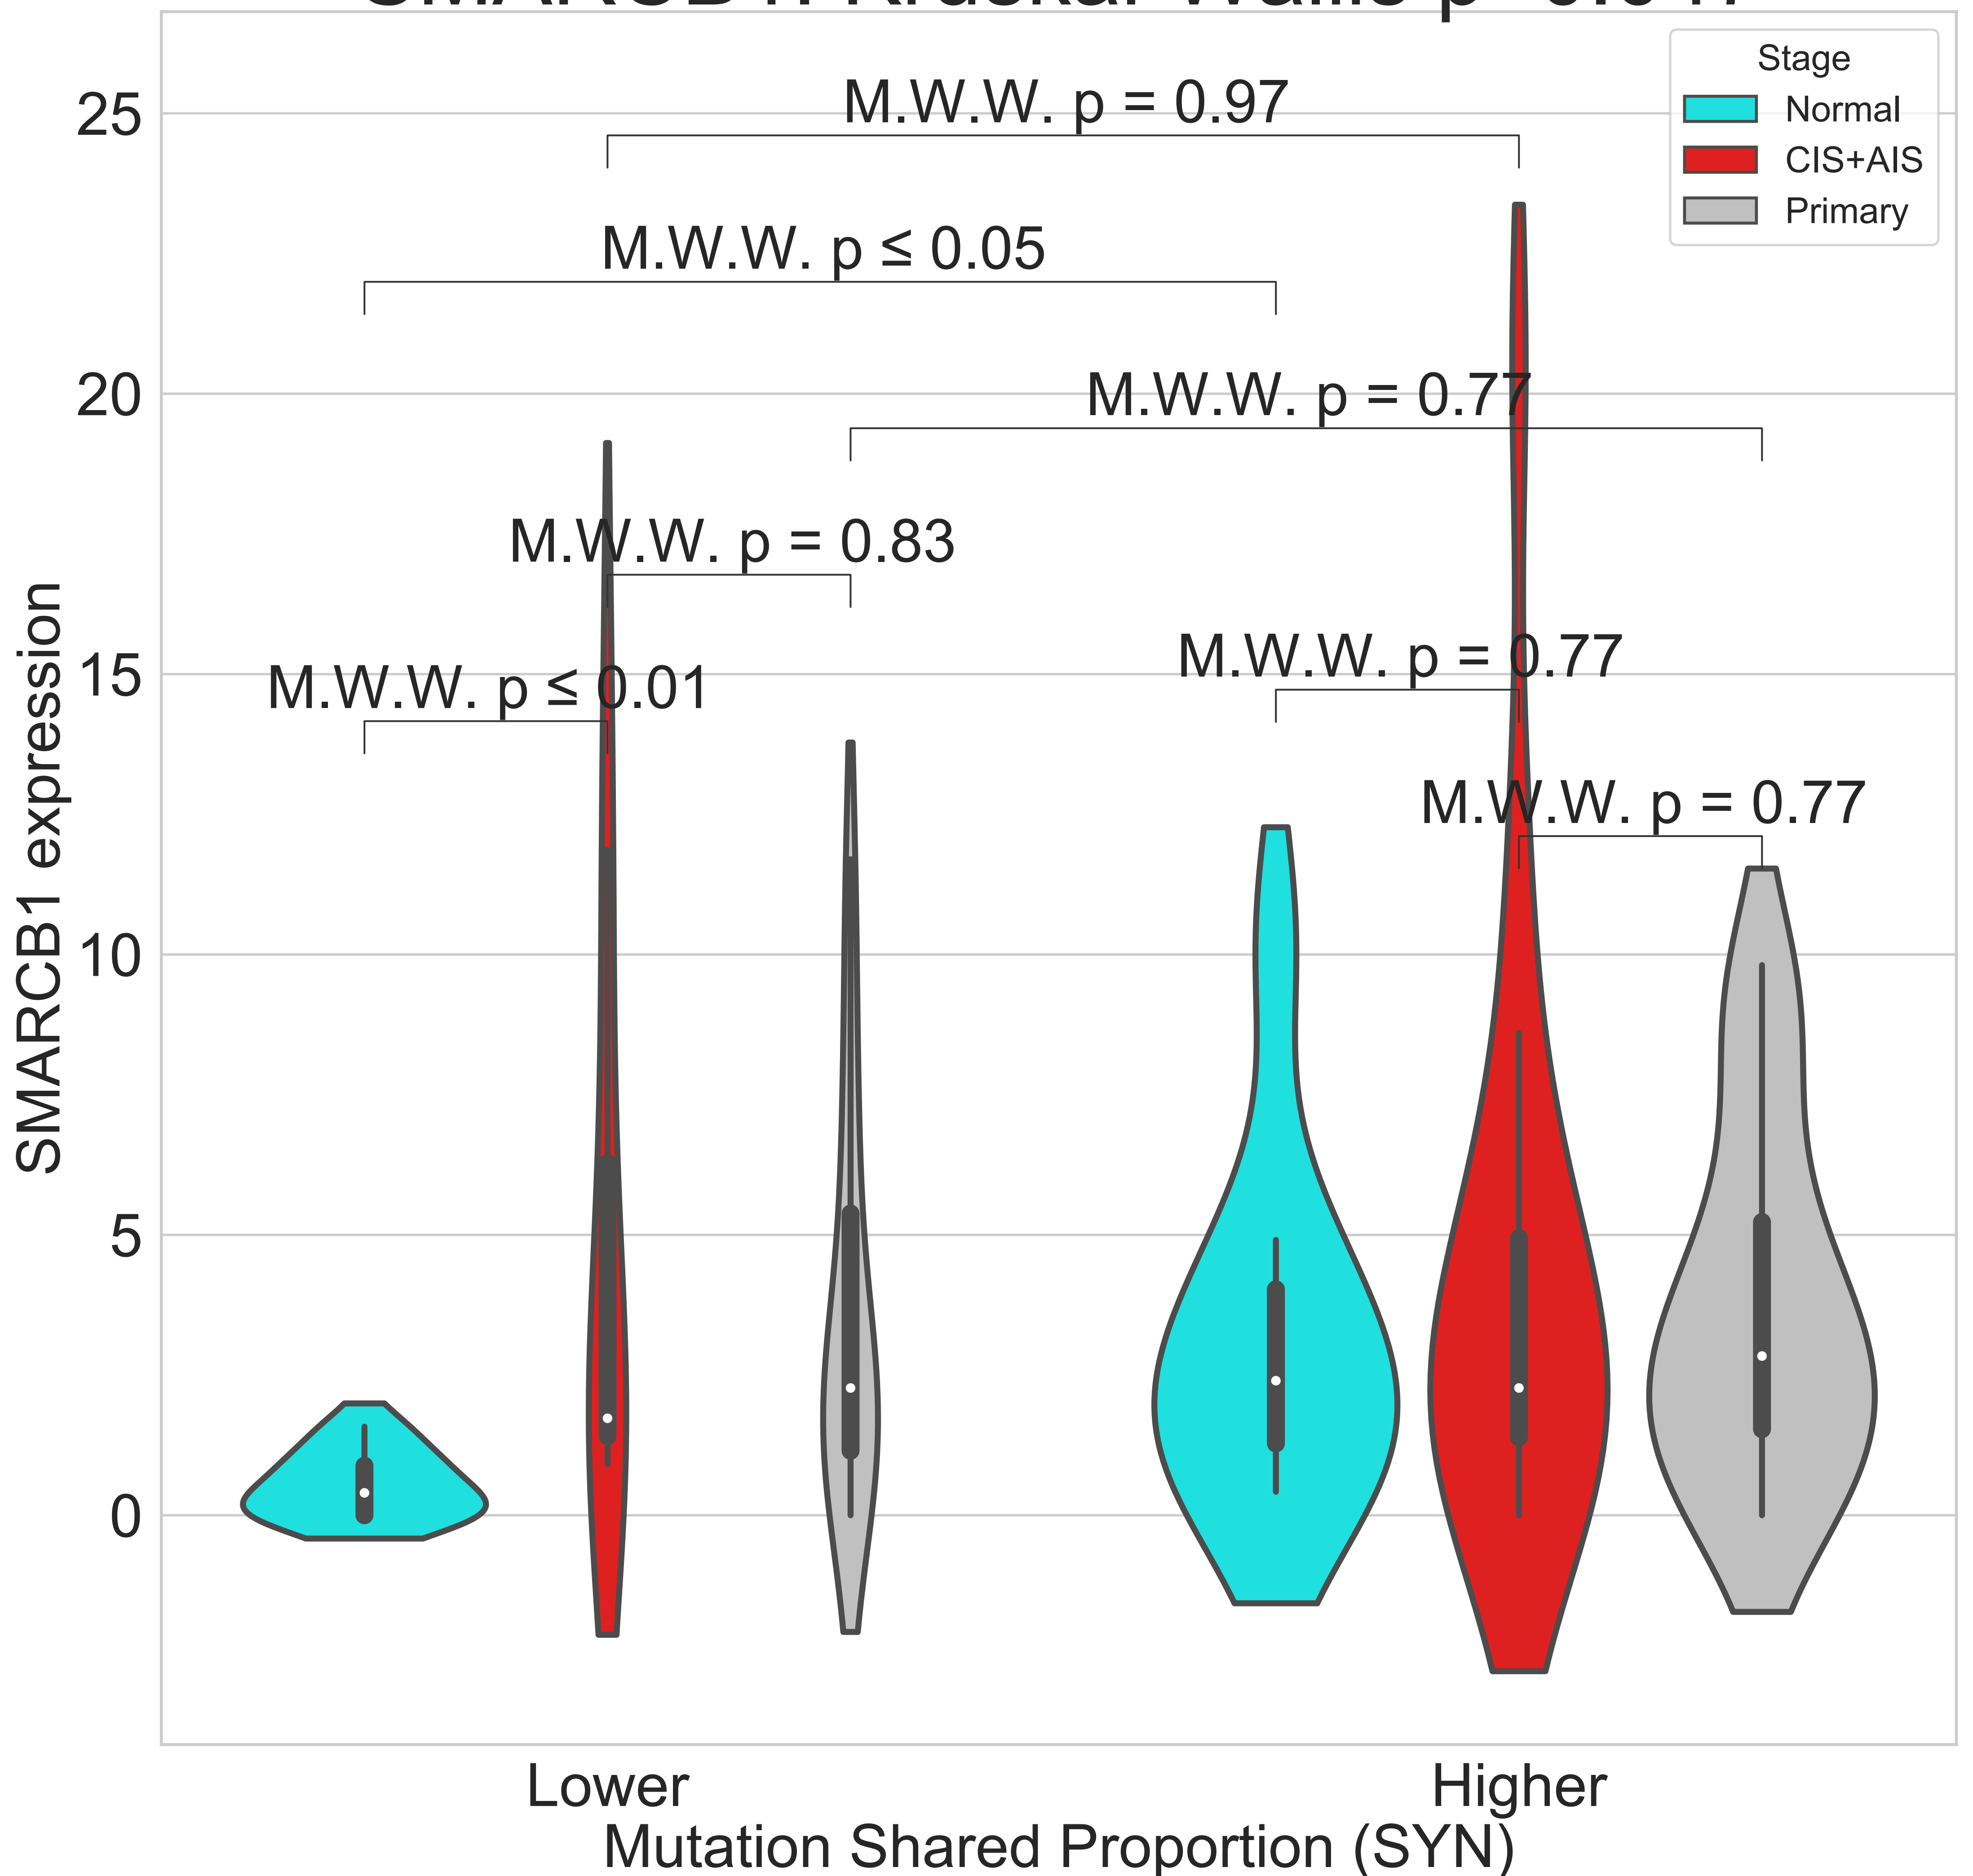 Stage
Normal
CIS+AIS
Primary
M.W.W. p = 0.97
M.W.W. p ≤ 0.05
M.W.W. p = 0.77
M.W.W. p = 0.83
M.W.W. p = 0.77
M.W.W. p ≤ 0.01
M.W.W. p = 0.77
25
20
15
10
5
0
SMARCB1 expression
Lower
Higher
Mutation Shared Proportion (SYN)